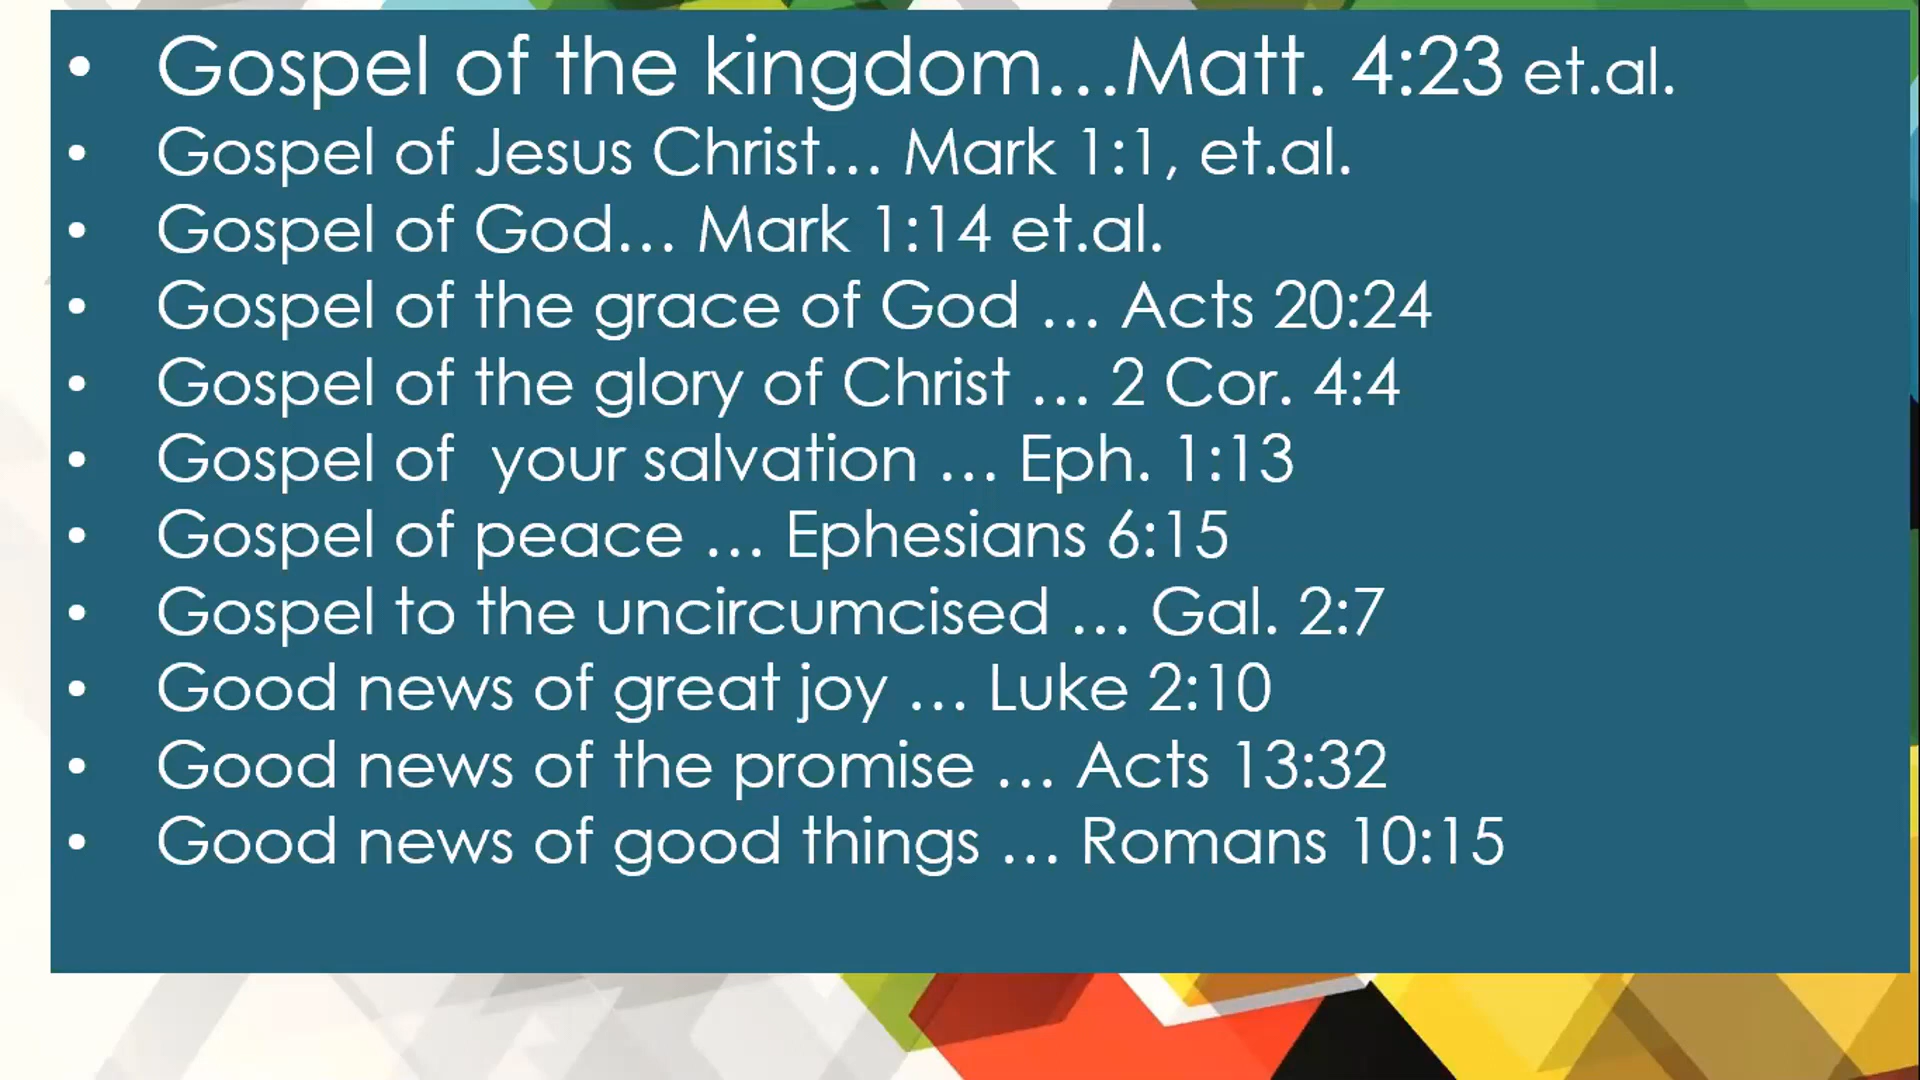 • Gospel of the kingdom...Matt. 4:23 et.al.
• Gospel of Jesus Christ... Mark 1:1, et.al.
• Gospel of God... Mark 1:14 et.al.
• Gospel of the grace of God ... Acts 20:24
• Gospel of the glory of Christ ... 2 Cor. 4:4
• Gospel of  your salvation ... Eph. 1:13
• Gospel of peace ... Ephesians 6:15
• Gospel to the uncircumcised ... Gal. 2:7
• Good news of great joy ... Luke 2:10
• Good news of the promise ... Acts 13:32
• Good news of good things ... Romans 10:15